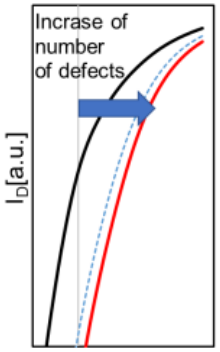 Incrase of
number
of defects
I_D[a.u.]